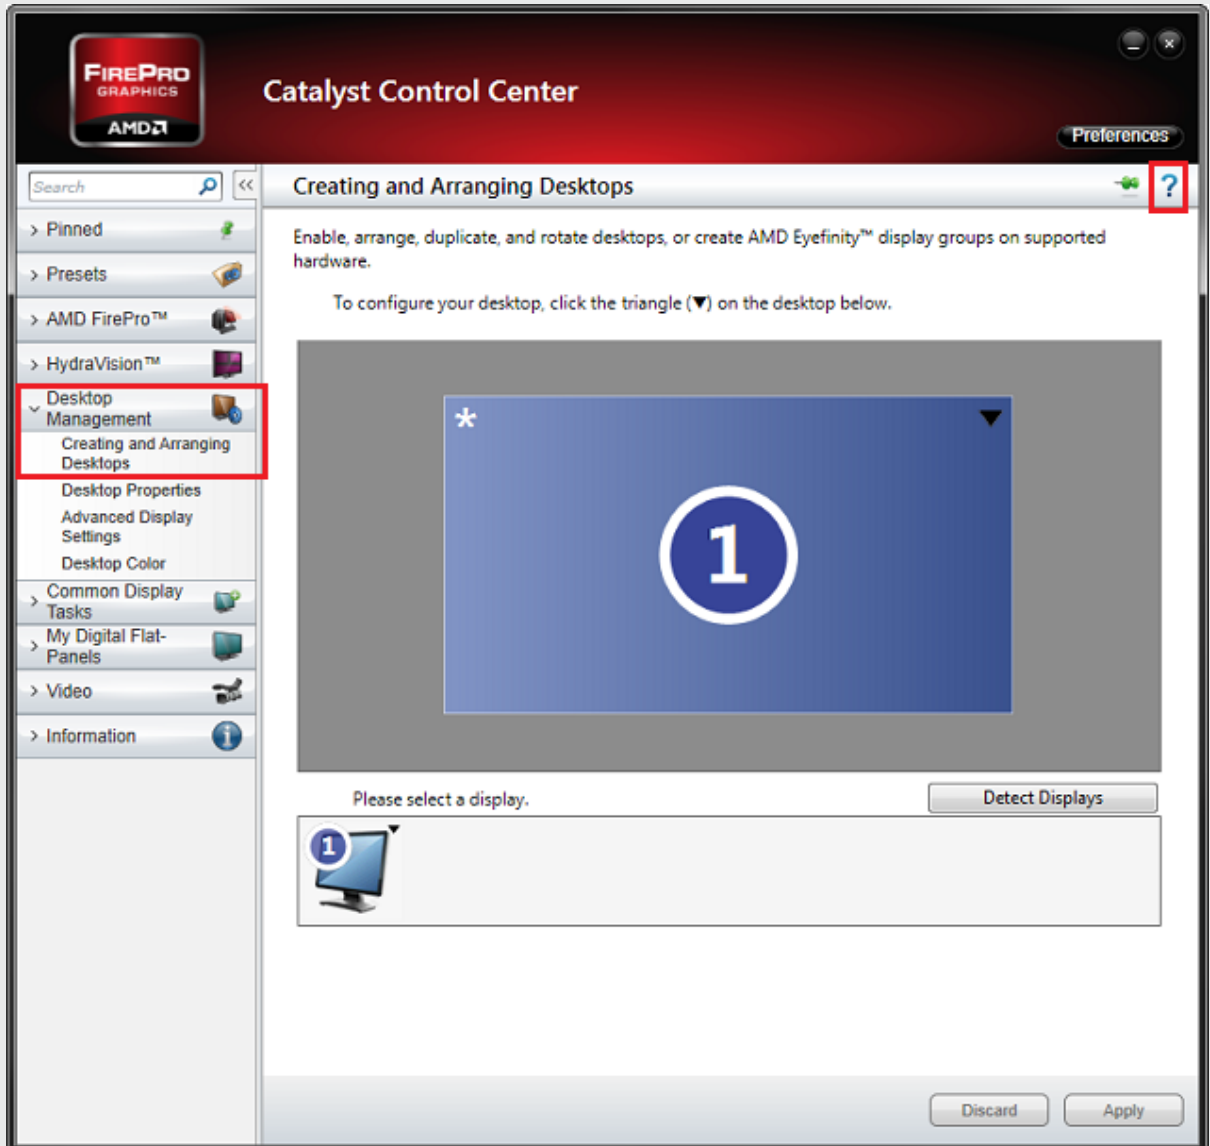 FIREPRO
GRAPHICS
AMD
Catalyst Control Center
Preferences
Search
<<
Creating and Arranging Desktops
?
> Pinned
> Presets
> AMD FirePro™
> HydraVision™
Desktop
Management
Creating and Arranging
Desktops
Desktop Properties
Advanced Display
Settings
Desktop Color
> Common Display
Tasks
> My Digital Flat-
Panels
> Video
> Information
Enable, arrange, duplicate, and rotate desktops, or create AMD Eyefinity™ display groups on supported
hardware.
To configure your desktop, click the triangle (▼) on the desktop below.
*
1
Please select a display.
Detect Displays
1
Discard
Apply